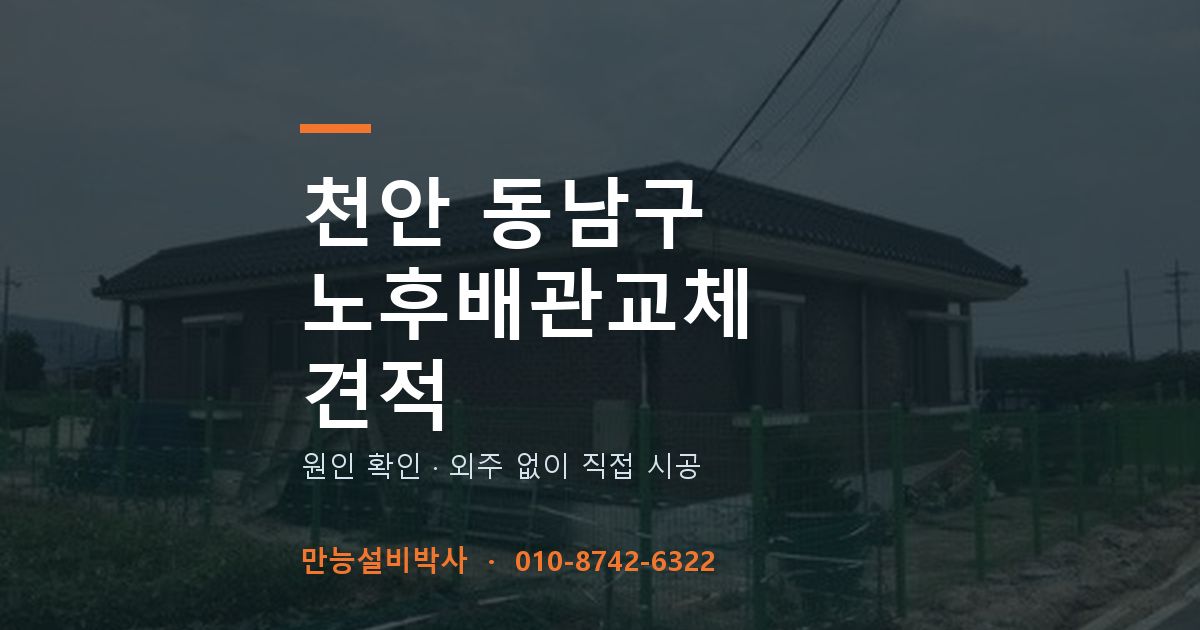 천안 동남구
노후배관교체
견적
원인 확인 · 외주 없이 직접 시공
만능설비박사 · 010-8742-6322